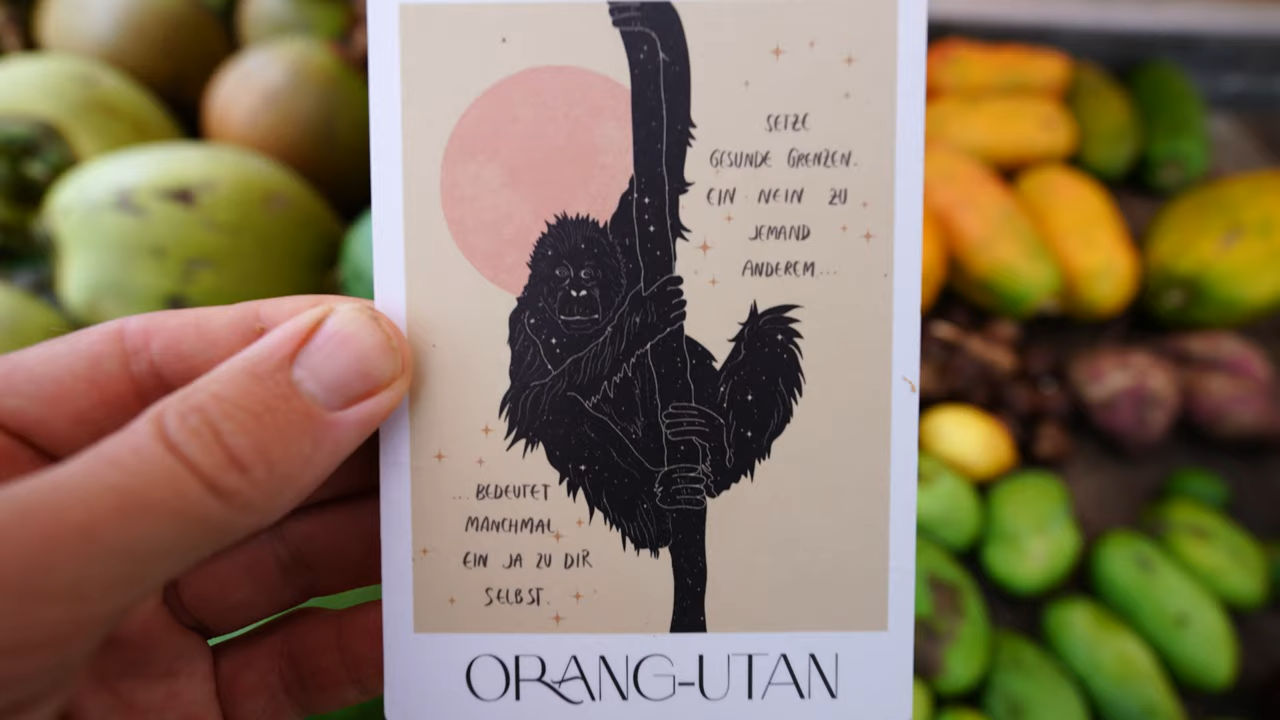 SETZE
GESUNDE GRENZEN.
EIN NEIN ZU
JEMAND
ANDEREM...
...BEDEUTET
MANCHMAL
EIN JA ZU DIR
SELBST.
ORANG-UTAN